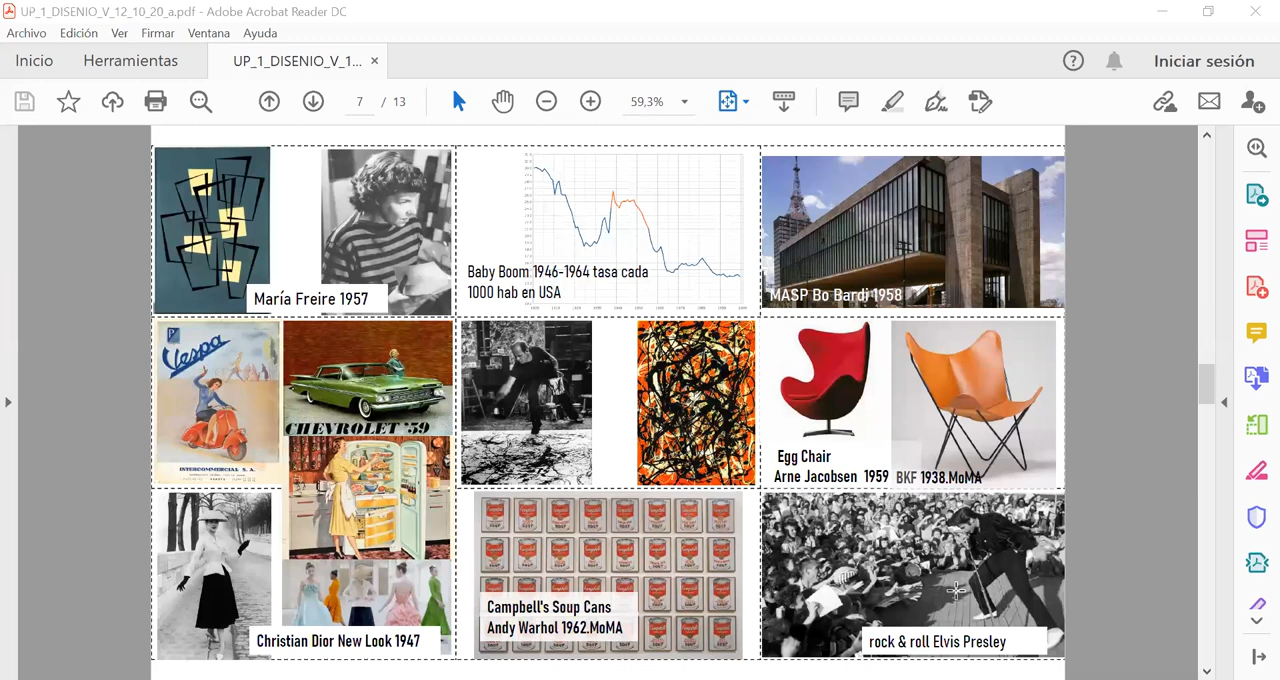 UP_1_DISENIO_V_12_10_20_a.pdf - Adobe Acrobat Reader DC
Archivo Edición Ver Firmar Ventana Ayuda
Inicio Herramientas UP_1_DISENIO_V_1... × Iniciar sesión
7 / 13 59,3%
María Freire 1957
Baby Boom 1946-1964 tasa cada
1000 hab en USA
MASP Bo Bardi 1958
Vespa
INTERCOMMERCIAL S. A.
CHEVROLET '59
Egg Chair
Arne Jacobsen 1959
BKF 1938.MoMA
Christian Dior New Look 1947
Campbell's Soup Cans
Andy Warhol 1962.MoMA
rock & roll Elvis Presley